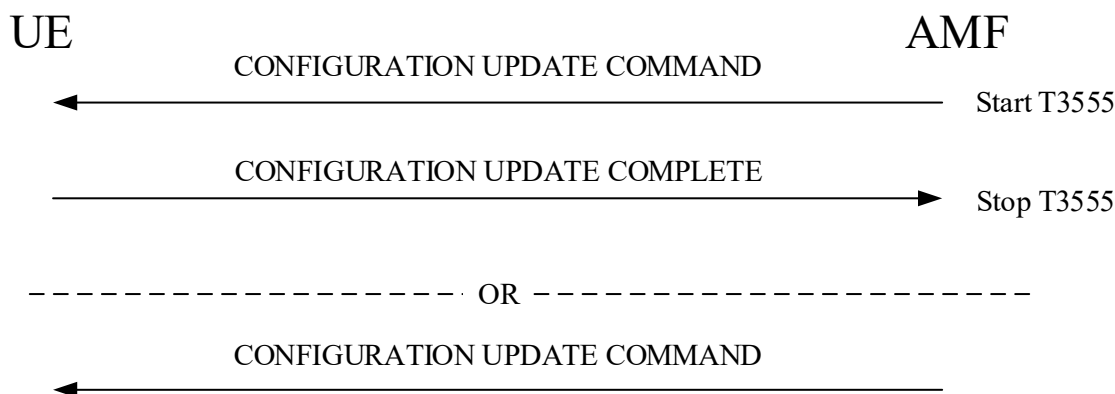 UE AMF
CONFIGURATION UPDATE COMMAND
Start T3555
CONFIGURATION UPDATE COMPLETE
Stop T3555
OR
CONFIGURATION UPDATE COMMAND